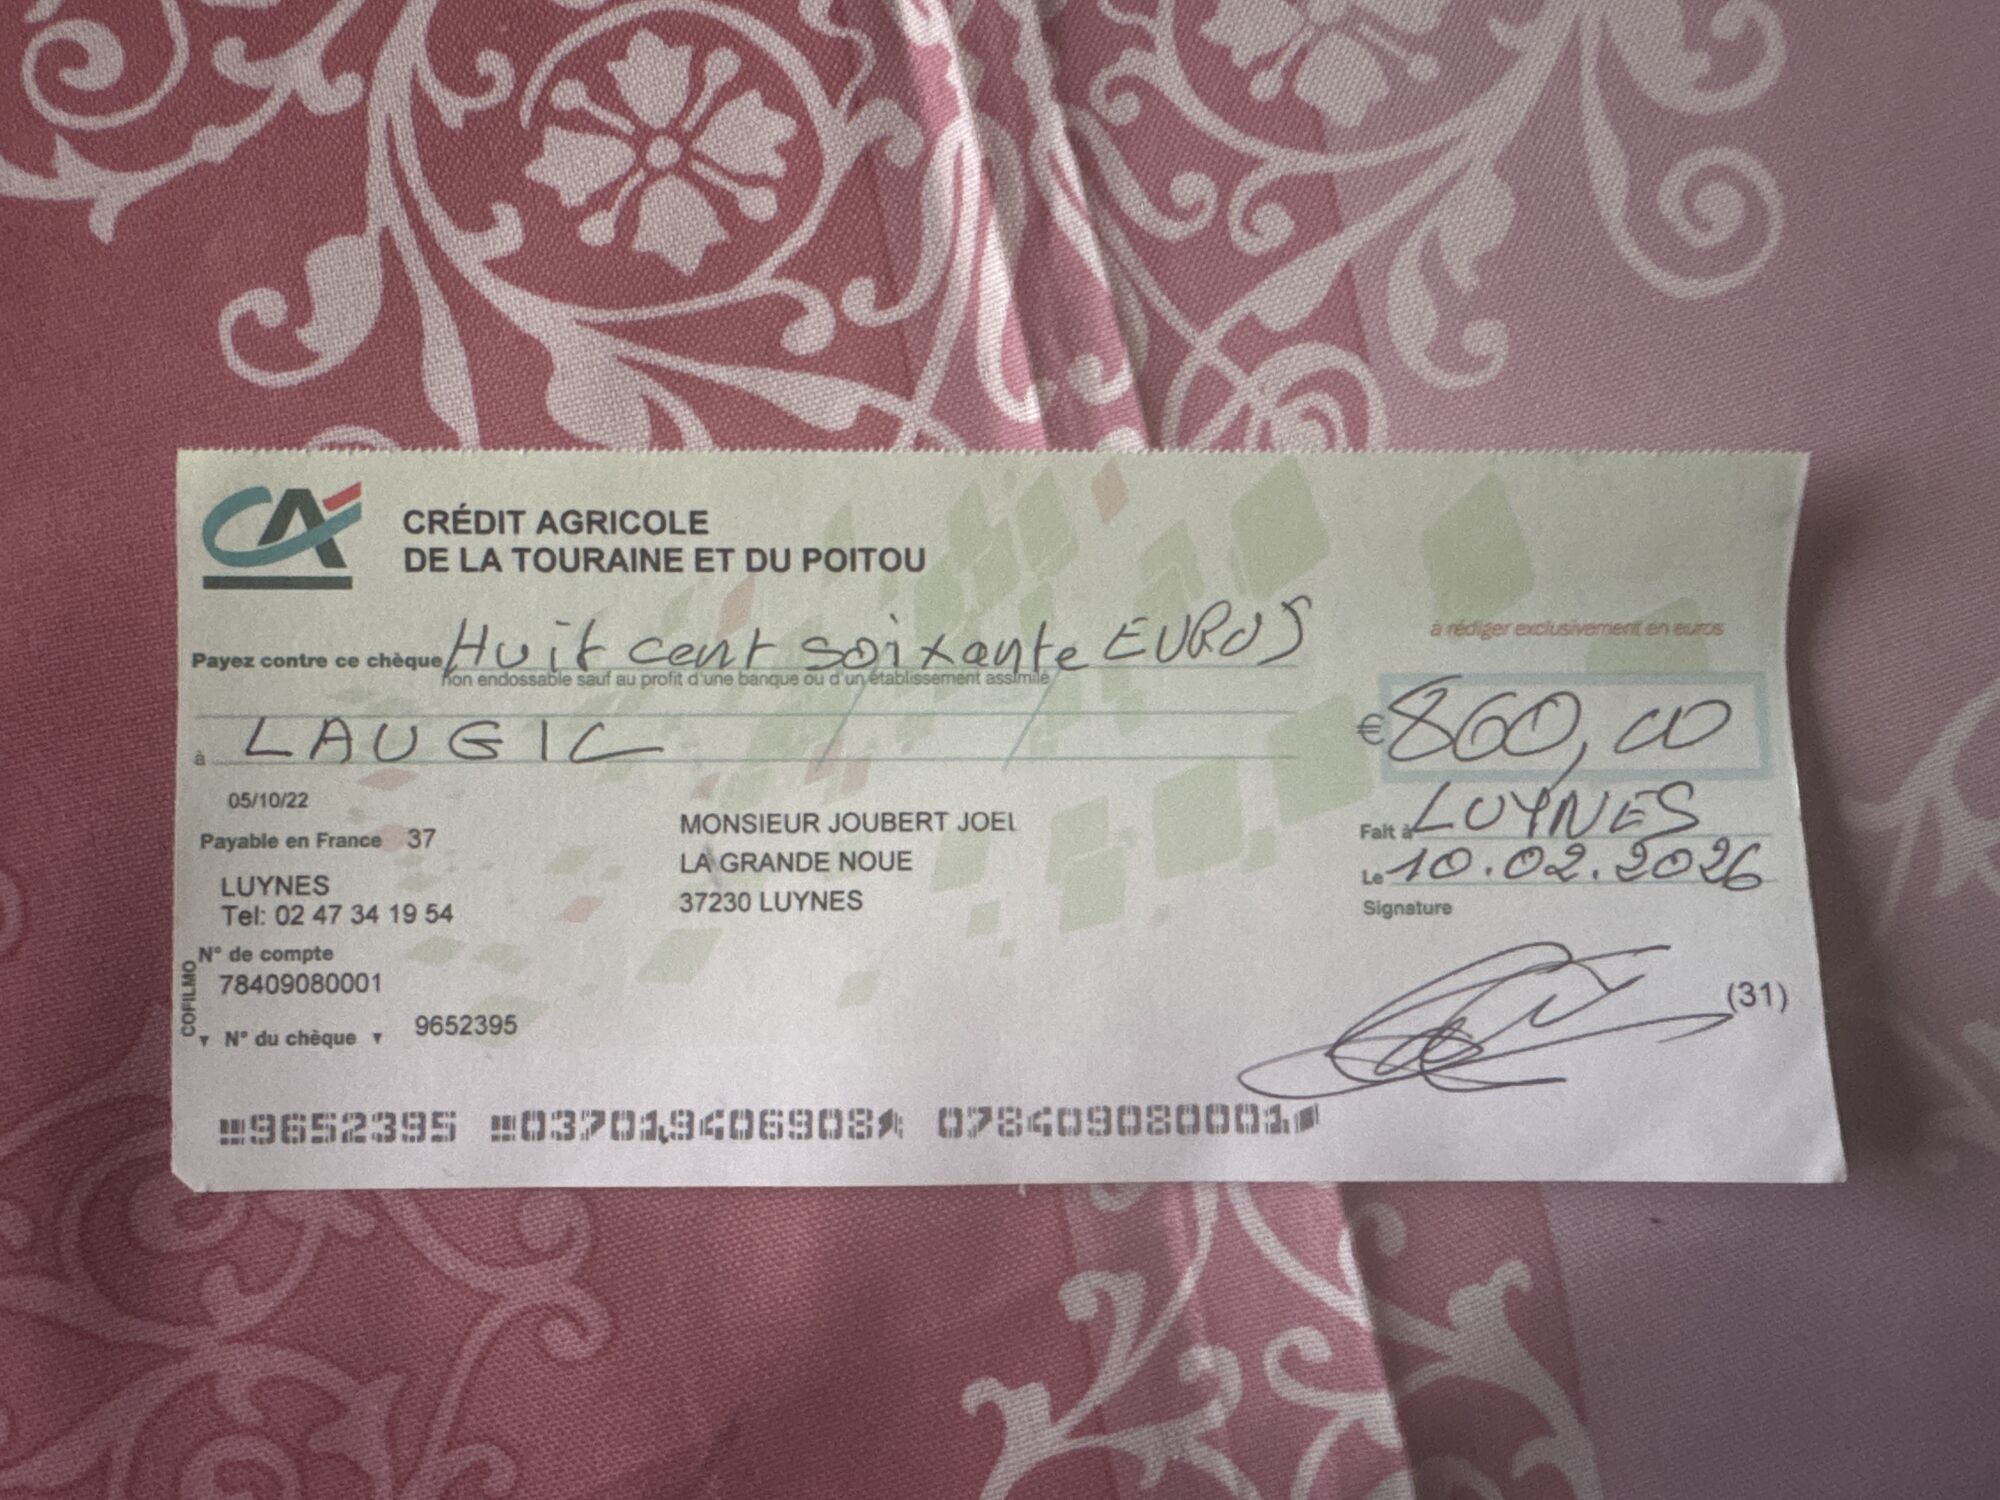 CA
CRÉDIT AGRICOLE
DE LA TOURAINE ET DU POITOU
à rédiger exclusivement en euros
Payez contre ce chèque Huit cent soixante EUROS
non endossable sauf au profit d'une banque ou d'un établissement assimilé
à LAUGIC
€ 860,00
05/10/22
Payable en France 37
LUYNES
Tel: 02 47 34 19 54
MONSIEUR JOUBERT JOEL
LA GRANDE NOUE
37230 LUYNES
Fait à LUYNES
Le 10.02.2026
Signature
(31)
N° de compte
78409080001
COFILMO
N° du chèque 9652395
9652395 037019406908 078409080001